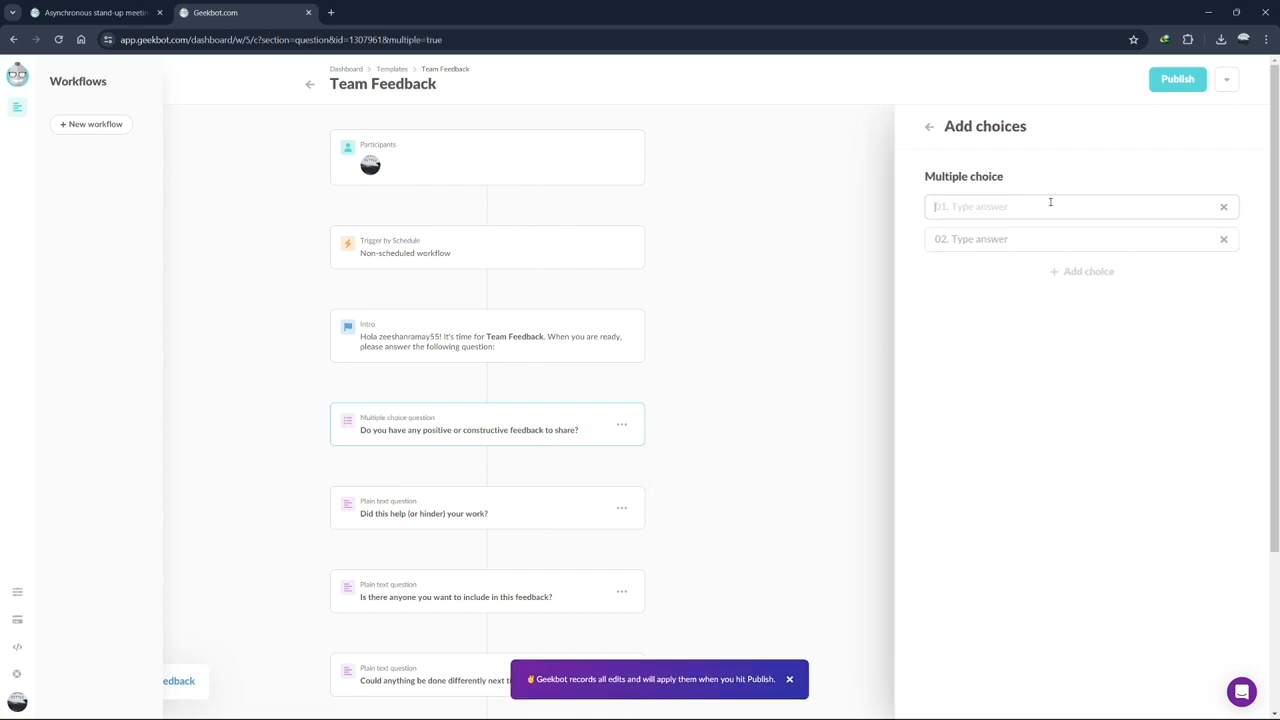 Asynchronous stand-up meetin
Geekbot.com
app.geekbot.com/dashboard/w/5/c?section=question&id=1307961&multiple=true
Workflows
+ New workflow
Dashboard > Templates > Team Feedback
Team Feedback
Publish
Participants
Trigger by Schedule
Non-scheduled workflow
Intro
Hola zeeshanramay55! It's time for Team Feedback. When you are ready,
please answer the following question:
Multiple choice question
Do you have any positive or constructive feedback to share?
Plain text question
Did this help (or hinder) your work?
Plain text question
Is there anyone you want to include in this feedback?
Plain text question
Could anything be done differently next t
edback
Geekbot records all edits and will apply them when you hit Publish.
Add choices
Multiple choice
01. Type answer
02. Type answer
+ Add choice